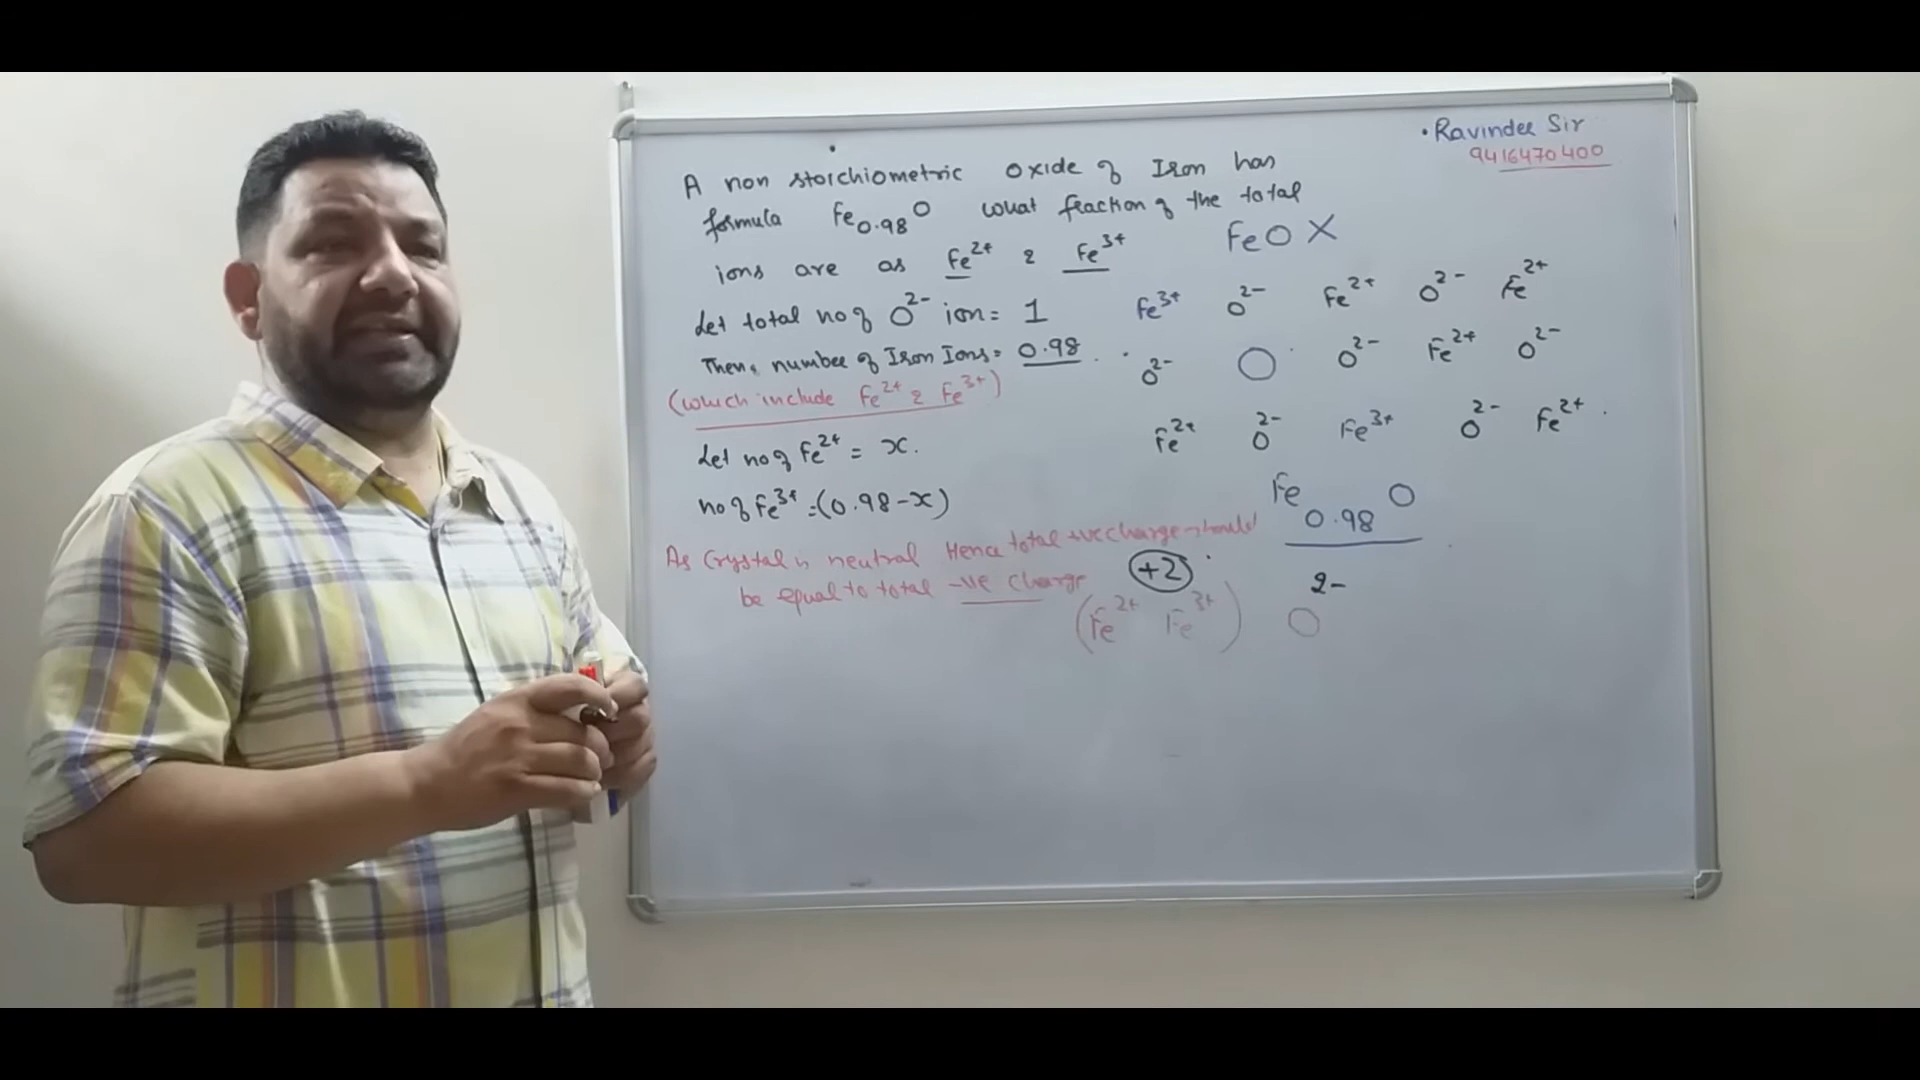 • Ravinder Sir
9416470400
A non stoichiometric oxide of Iron has
formula Fe0.98O what fraction of the total
ions are as Fe2+ & Fe3+
FeO X
Let total no of O2- ion = 1
Then, number of Iron Ions = 0.98
(which include Fe2+ & Fe3+)
Let no of Fe2+ = x.
no of Fe3+ = (0.98-x)
As Crystal is neutral Hence total +ve charge should
be equal to total -ve charge
Fe3+ O2- Fe2+ O2- Fe2+
O2- O2- Fe2+ O2-
Fe2+ O2- Fe3+ O2- Fe2+
Fe0.98O
+2
(Fe2+ Fe3+) O2-